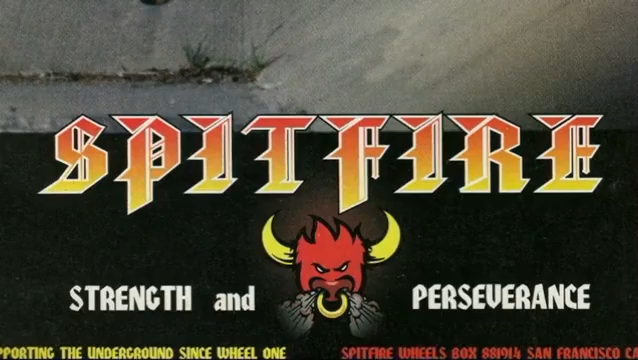 SPITFIRE
STRENGTH and PERSEVERANCE
PPORTING THE UNDERGROUND SINCE WHEEL ONE SPITFIRE WHEELS BOX 881914 SAN FRANCISCO